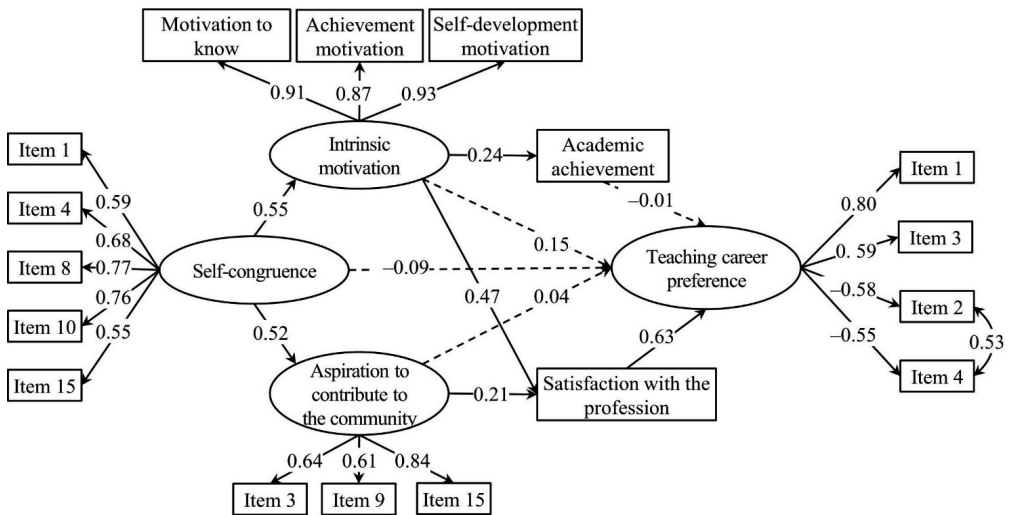 Motivation to
know
Achievement
motivation
Self-development
motivation
0.91
0.87
0.93
Item 1
Item 4
Item 8
Item 10
Item 15
0.59
0.68
0.77
0.76
0.55
Intrinsic
motivation
0.24
Academic
achievement
–0.01
0.55
0.15
Self-congruence
–0.09
0.47
0.04
0.52
Teaching career
preference
0.63
Aspiration to
contribute to
the community
0.21
Satisfaction with the
profession
0.64
0.61
0.84
Item 3
Item 9
Item 15
0.80
0.59
–0.58
–0.55
Item 1
Item 3
Item 2
Item 4
0.53